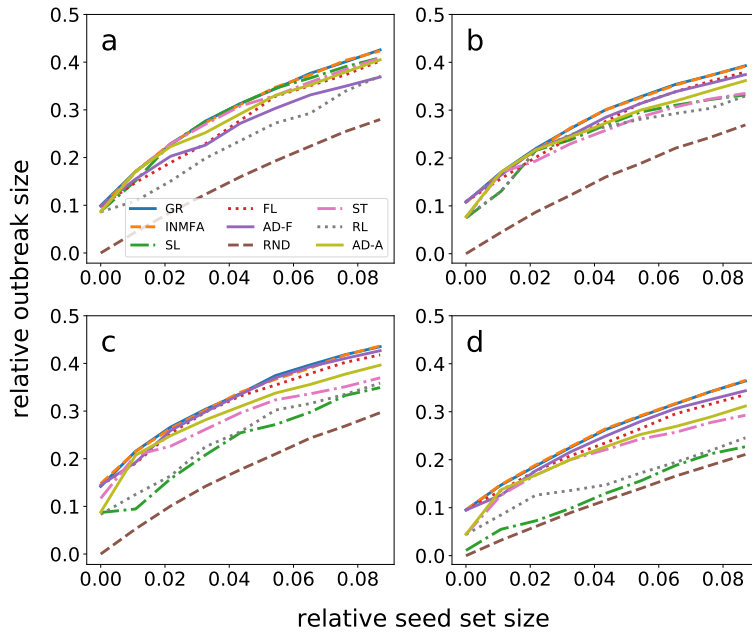 a
0.5
0.4
0.3
0.2
0.1
0.0
GR FL ST
INMFA AD-F RL
SL RND AD-A
0.00 0.02 0.04 0.06 0.08
b
0.5
0.4
0.3
0.2
0.1
0.0
0.00 0.02 0.04 0.06 0.08
c
0.5
0.4
0.3
0.2
0.1
0.0
0.00 0.02 0.04 0.06 0.08
d
0.5
0.4
0.3
0.2
0.1
0.0
0.00 0.02 0.04 0.06 0.08
relative outbreak size
relative seed set size